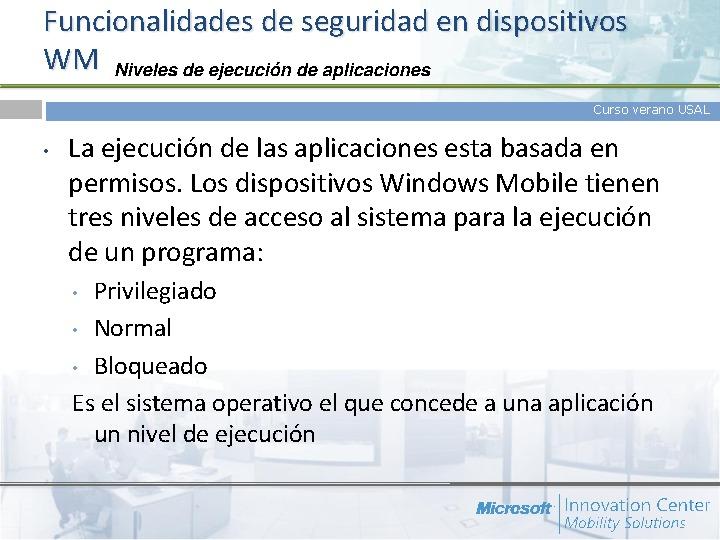 Funcionalidades de seguridad en dispositivos
WM Niveles de ejecución de aplicaciones
Curso verano USAL
• La ejecución de las aplicaciones esta basada en
permisos. Los dispositivos Windows Mobile tienen
tres niveles de acceso al sistema para la ejecución
de un programa:
• Privilegiado
• Normal
• Bloqueado
Es el sistema operativo el que concede a una aplicación
un nivel de ejecución
Microsoft Innovation Center
Mobility Solutions